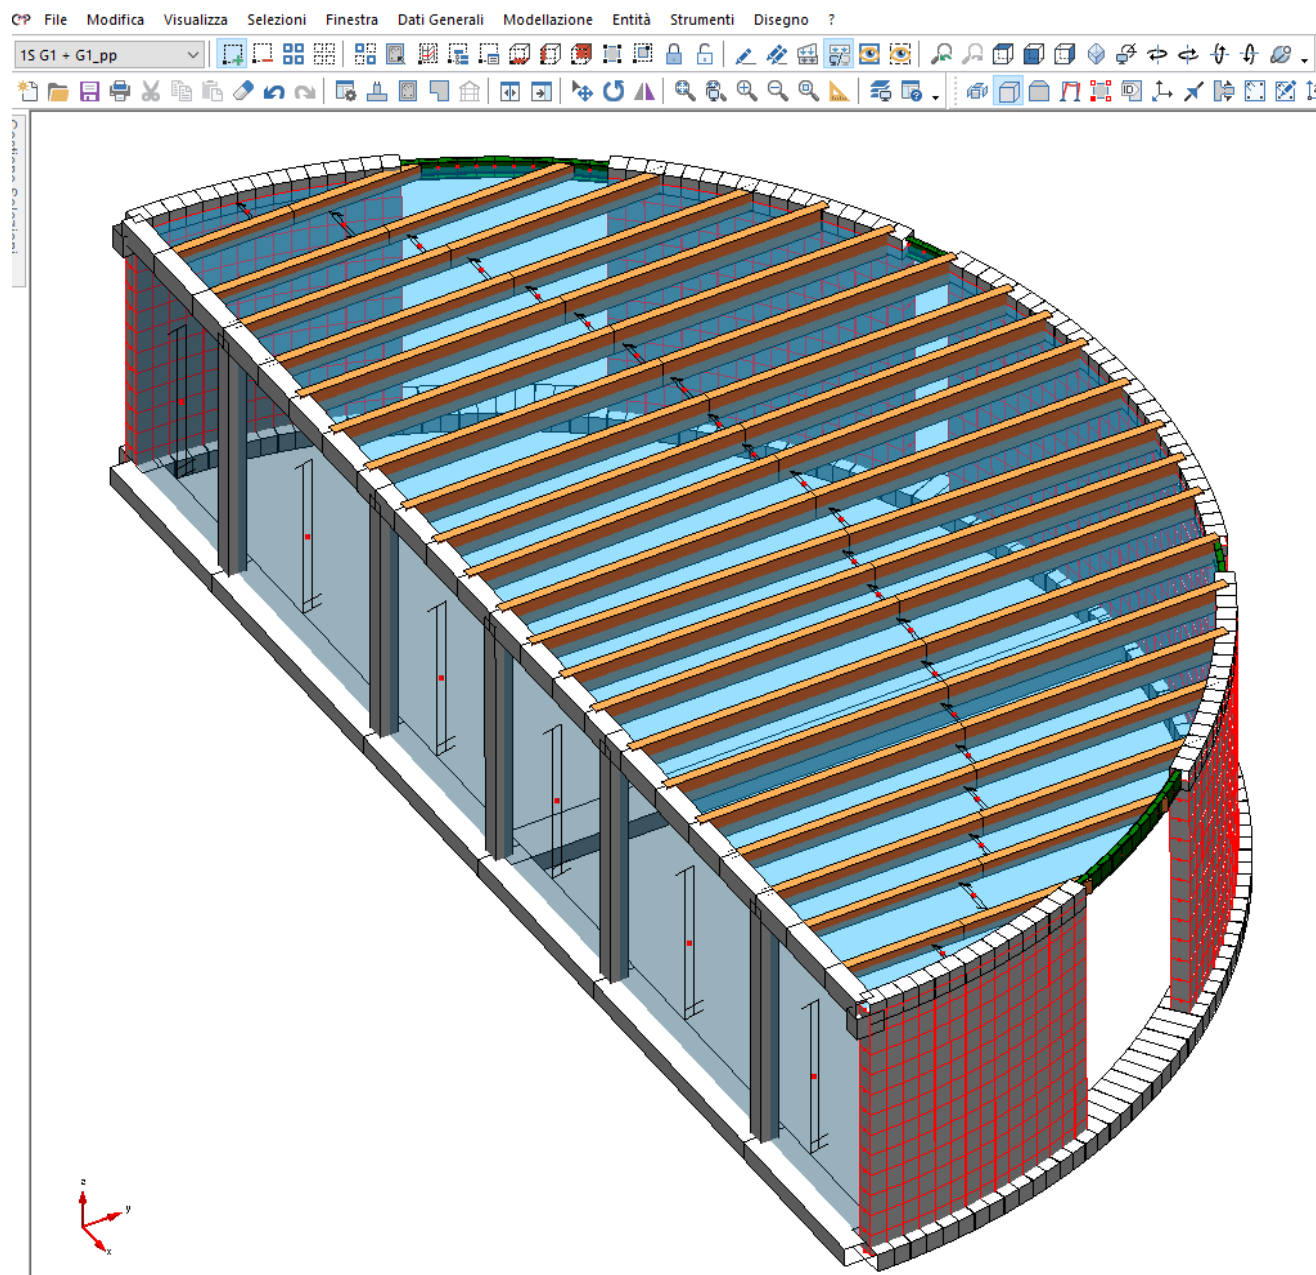 File Modifica Visualizza Selezioni Finestra Dati Generali Modellazione Entità Strumenti Disegno ?
1S G1 + G1_pp
z
y
x